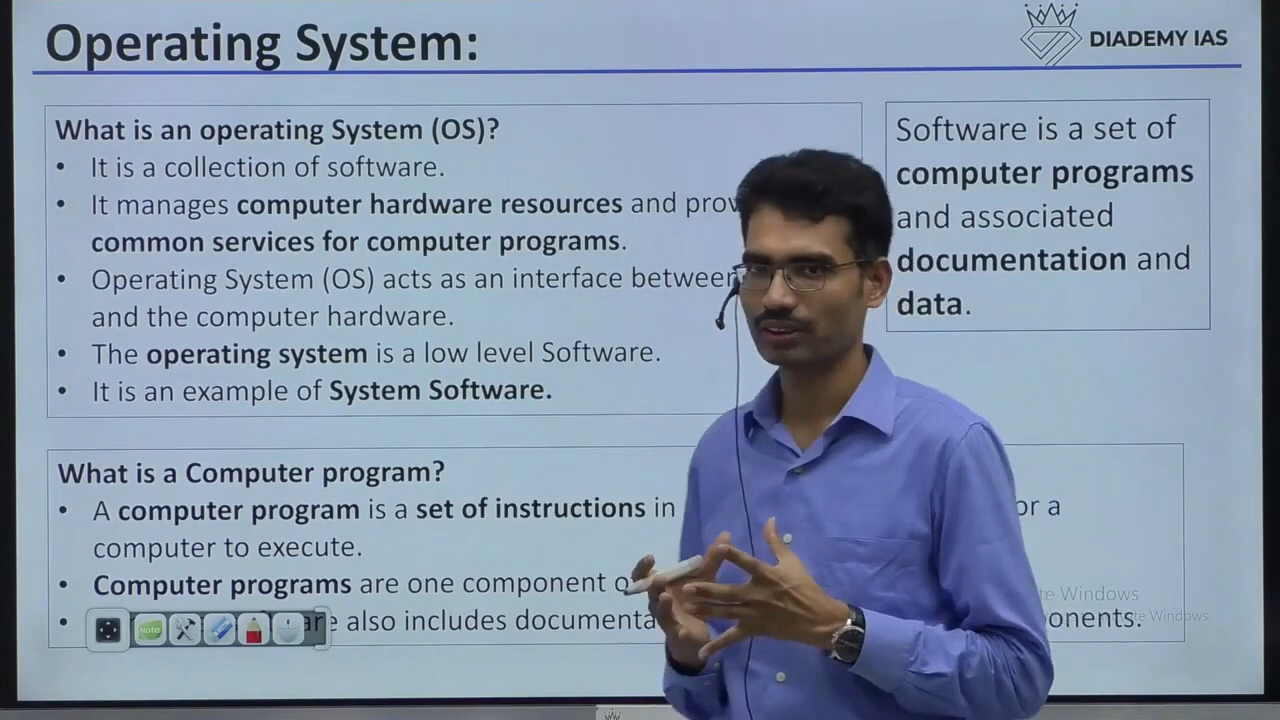 Operating System:
DIADEMY IAS
What is an operating System (OS)?
• It is a collection of software.
• It manages computer hardware resources and
common services for computer programs.
• Operating System (OS) acts as an interface between
and the computer hardware.
• The operating system is a low level Software.
• It is an example of System Software.
Software is a set of
computer programs
and associated
documentation and
data.
What is a Computer program?
• A computer program is a set of instructions in
computer to execute.
• Computer programs are one component
• also includes
a
Windows
Windows.
NOTE